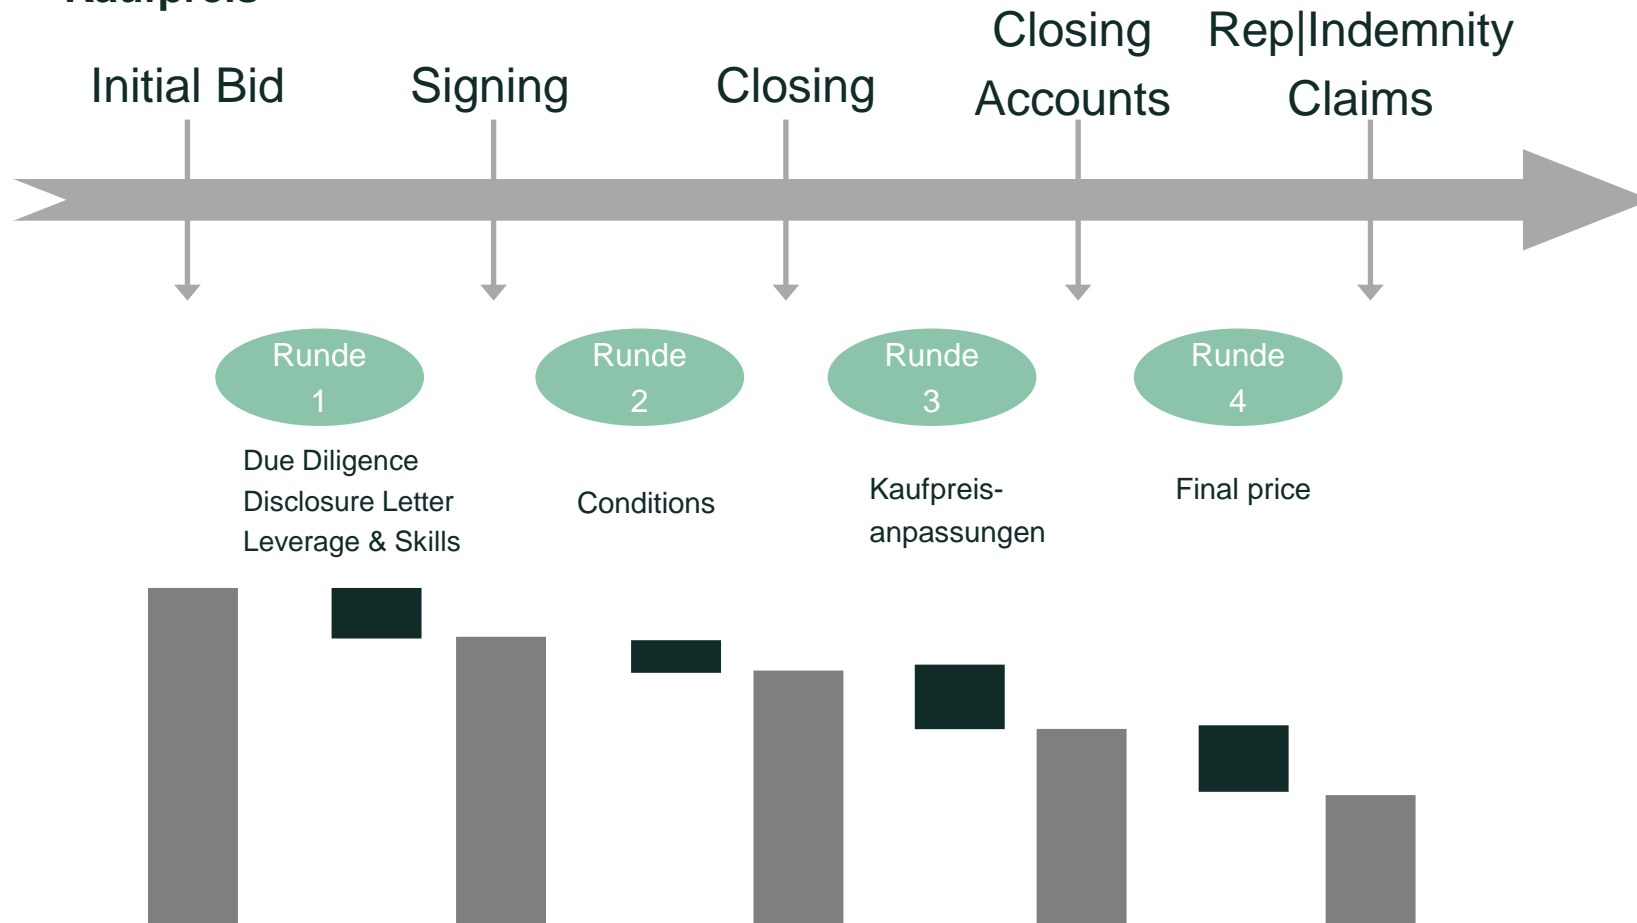 Kaufpreis
Initial Bid
Signing
Closing
Closing
Accounts
Rep|Indemnity
Claims
Runde
1
Runde
2
Runde
3
Runde
4
Due Diligence
Disclosure Letter
Leverage & Skills
Conditions
Kaufpreis-
anpassungen
Final price